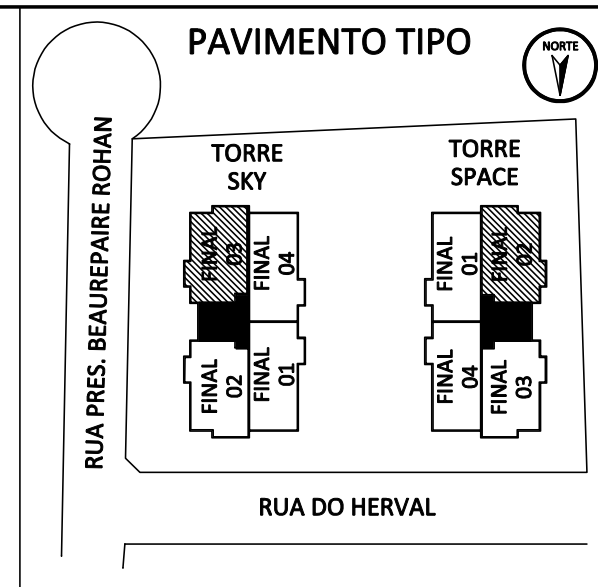 PAVIMENTO TIPO
NORTE
RUA PRES. BEAUREPAIRE ROHAN
TORRE
SKY
TORRE
SPACE
FINAL
03
FINAL
04
FINAL
02
FINAL
01
FINAL
01
FINAL
02
FINAL
04
FINAL
03
RUA DO HERVAL